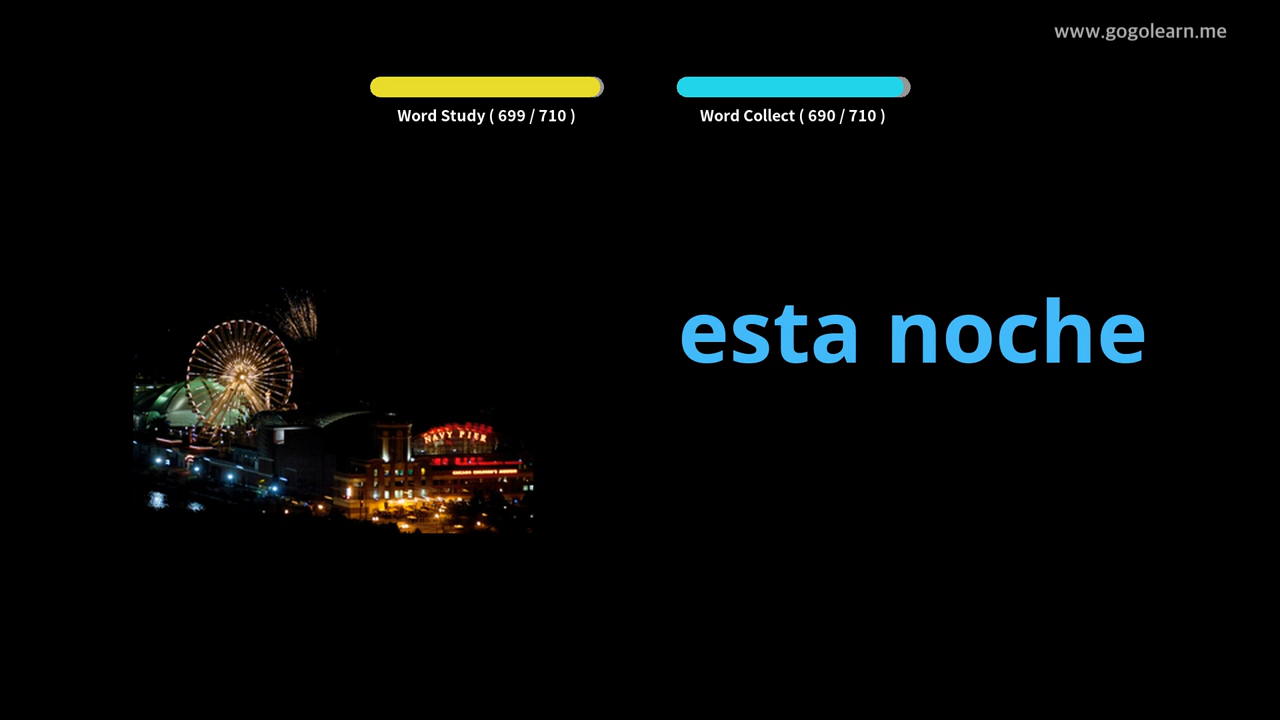 www.gogolearn.me
Word Study ( 699 / 710 )
Word Collect ( 690 / 710 )
esta noche
NAVY PIER